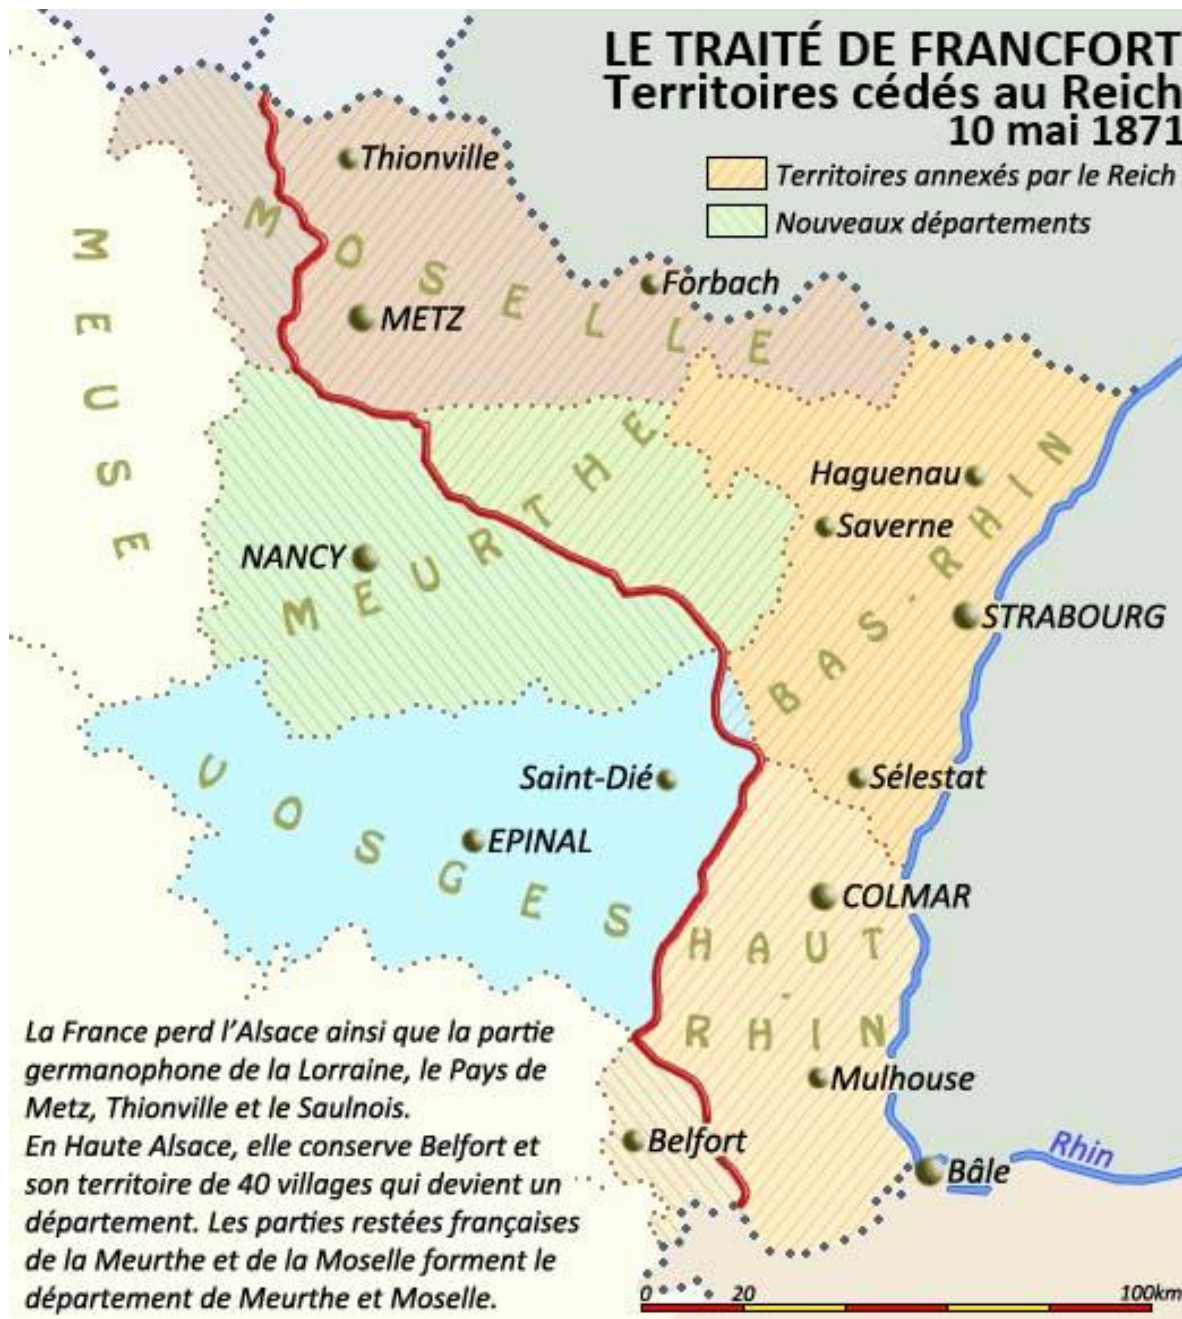 LE TRAITÉ DE FRANCFORT
Territoires cédés au Reich
10 mai 1871
Territoires annexés par le Reich
Nouveaux départements
Thionville
MOSELLE
Forbach
METZ
MEUSE
Haguenau
Saverne
BAS-RHIN
NANCY
MEURTHE
STRABOURG
Saint-Dié
Sélestat
EPINAL
VOSGES
COLMAR
HAUT
-
RHIN
Mulhouse
Belfort
Rhin
Bâle
La France perd l'Alsace ainsi que la partie
germanophone de la Lorraine, le Pays de
Metz, Thionville et le Saulnois.
En Haute Alsace, elle conserve Belfort et
son territoire de 40 villages qui devient un
département. Les parties restées françaises
de la Meurthe et de la Moselle forment le
département de Meurthe et Moselle.
0 20 100km